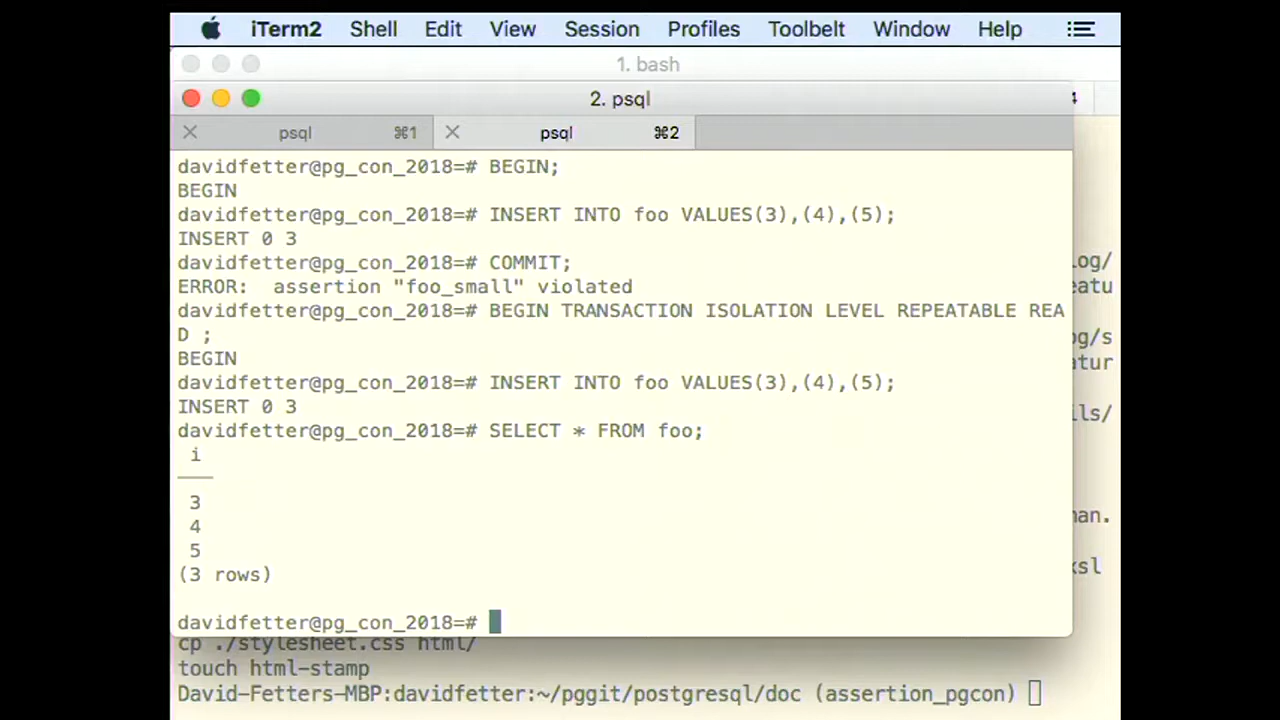 iTerm2 Shell Edit View Session Profiles Toolbelt Window Help
1. bash
2. psql
psql ⌘1 psql ⌘2
davidfetter@pg_con_2018=# BEGIN;
BEGIN
davidfetter@pg_con_2018=# INSERT INTO foo VALUES(3),(4),(5);
INSERT 0 3
davidfetter@pg_con_2018=# COMMIT;
ERROR:  assertion "foo_small" violated
davidfetter@pg_con_2018=# BEGIN TRANSACTION ISOLATION LEVEL REPEATABLE REA
D ;
BEGIN
davidfetter@pg_con_2018=# INSERT INTO foo VALUES(3),(4),(5);
INSERT 0 3
davidfetter@pg_con_2018=# SELECT * FROM foo;
i
3
4
5
(3 rows)
davidfetter@pg_con_2018=#
cp ./stylesheet.css html/
touch html-stamp
David-Fetters-MBP:davidfetter:~/pggit/postgresql/doc (assertion_pgcon)